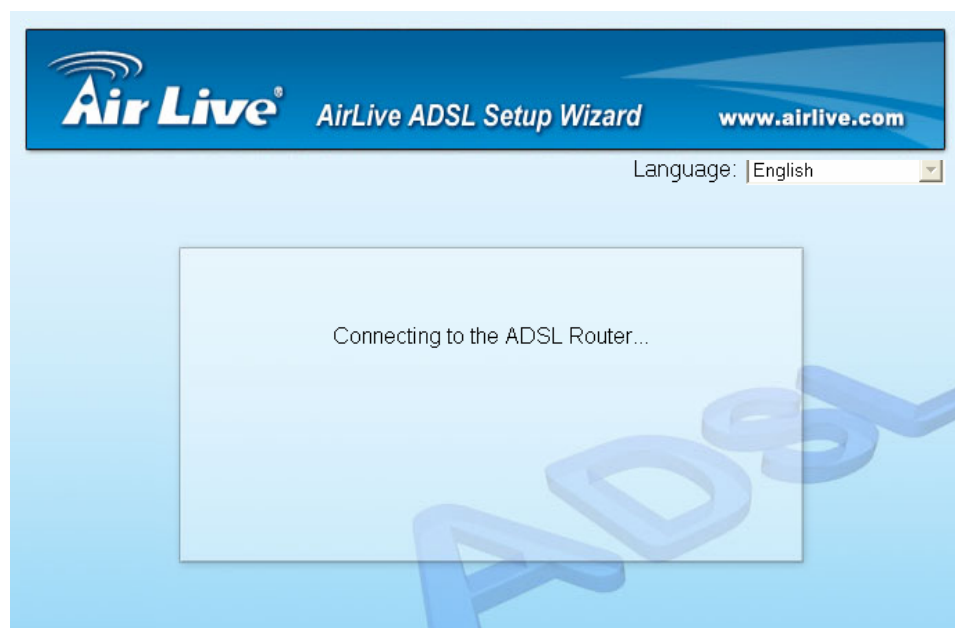 Air Live® AirLive ADSL Setup Wizard www.airlive.com
Language: English
Connecting to the ADSL Router...
ADSL